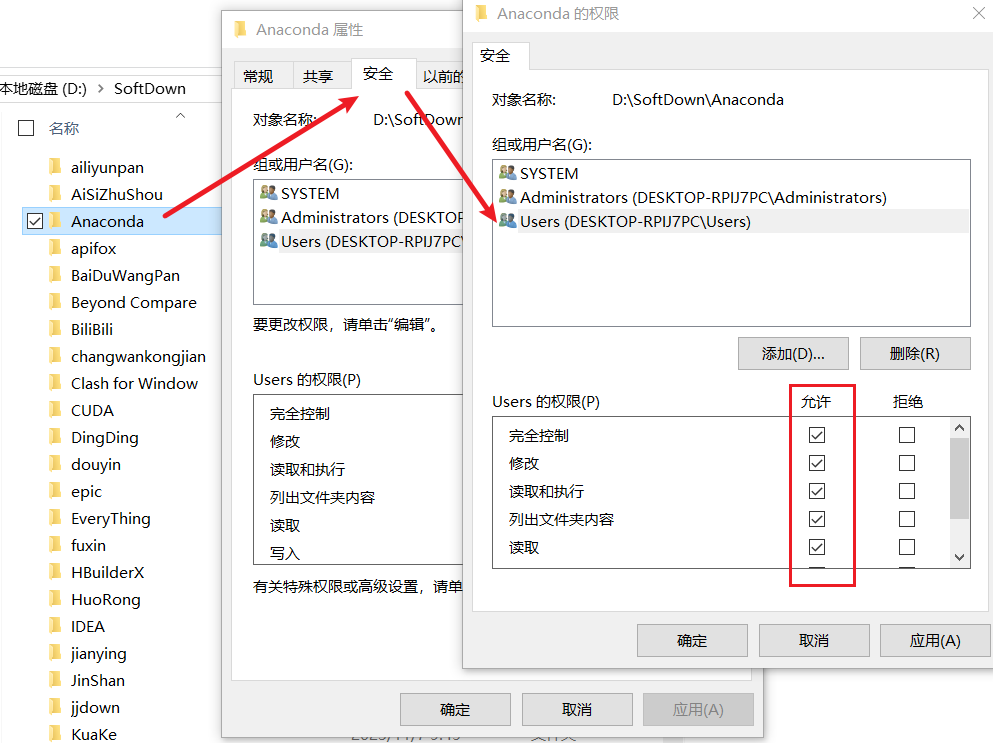 本地磁盘 (D:) > SoftDown
名称
ailiyunpan
AiSiZhuShou
Anaconda
apifox
BaiDuWangPan
Beyond Compare
BiliBili
changwankongjian
Clash for Window
CUDA
DingDing
douyin
epic
EveryThing
fuxin
HBuilderX
HuoRong
IDEA
jianying
JinShan
jjdown
KuaKe
Anaconda 属性
常规
共享
安全
以前的
对象名称:
D:\SoftDown
组或用户名(G):
SYSTEM
Administrators (DESKTOP
Users (DESKTOP-RPIJ7PC\
要更改权限，请单击“编辑”。
Users 的权限(P)
完全控制
修改
读取和执行
列出文件夹内容
读取
写入
有关特殊权限或高级设置，请单
确定
取消
应用(A)
Anaconda 的权限
安全
对象名称:
D:\SoftDown\Anaconda
组或用户名(G):
SYSTEM
Administrators (DESKTOP-RPIJ7PC\Administrators)
Users (DESKTOP-RPIJ7PC\Users)
添加(D)...
删除(R)
Users 的权限(P)
允许
拒绝
完全控制
修改
读取和执行
列出文件夹内容
读取
确定
取消
应用(A)